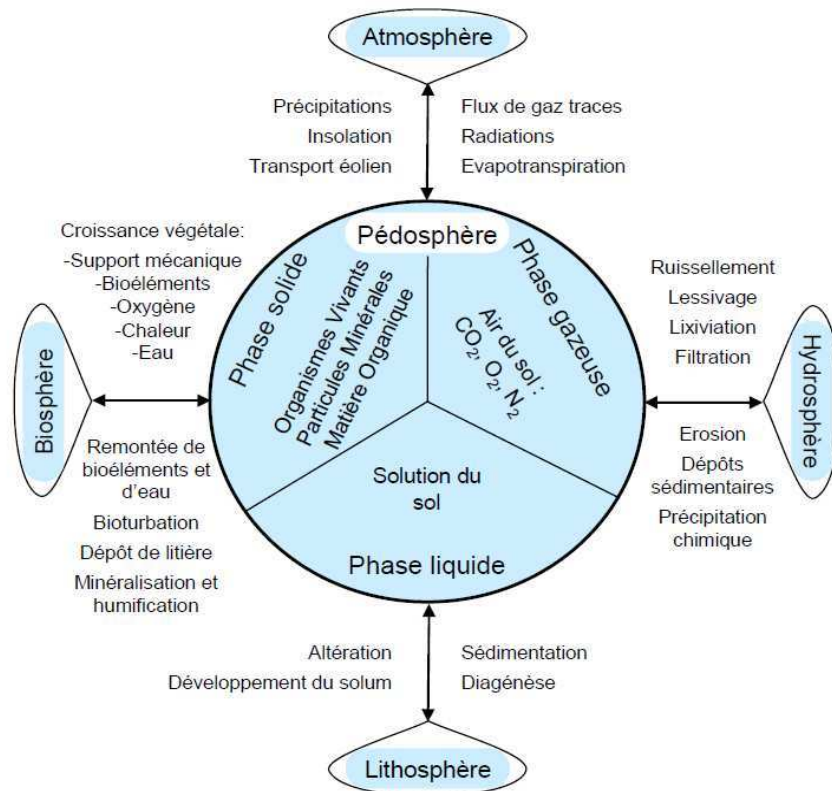 Atmosphère
Précipitations
Insolation
Transport éolien
Flux de gaz traces
Radiations
Evapotranspiration
Pédosphère
Phase solide
Organismes Vivants
Particules Minérales
Matière Organique
Phase gazeuse
Air du sol :
CO₂, O₂, N₂
Solution du
sol
Phase liquide
Croissance végétale:
-Support mécanique
-Bioéléments
-Oxygène
-Chaleur
-Eau
Biosphère
Remontée de
bioéléments et
d'eau
Bioturbation
Dépôt de litière
Minéralisation et
humification
Ruissellement
Lessivage
Lixiviation
Filtration
Hydrosphère
Erosion
Dépôts
sédimentaires
Précipitation
chimique
Altération
Développement du solum
Sédimentation
Diagénèse
Lithosphère